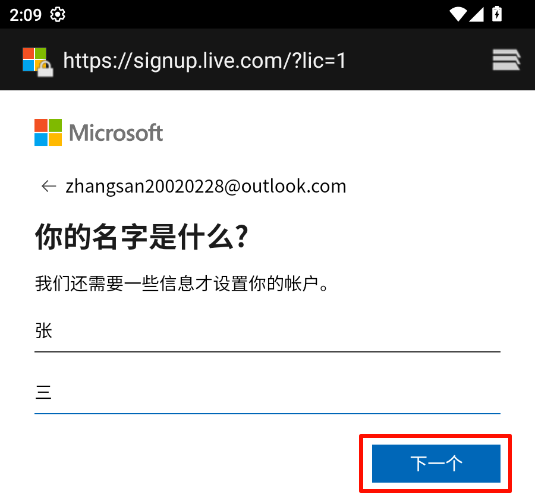 2:09
https://signup.live.com/?lic=1
Microsoft
← zhangsan20020228@outlook.com
你的名字是什么?
我们还需要一些信息才设置你的帐户。
张
三
下一个